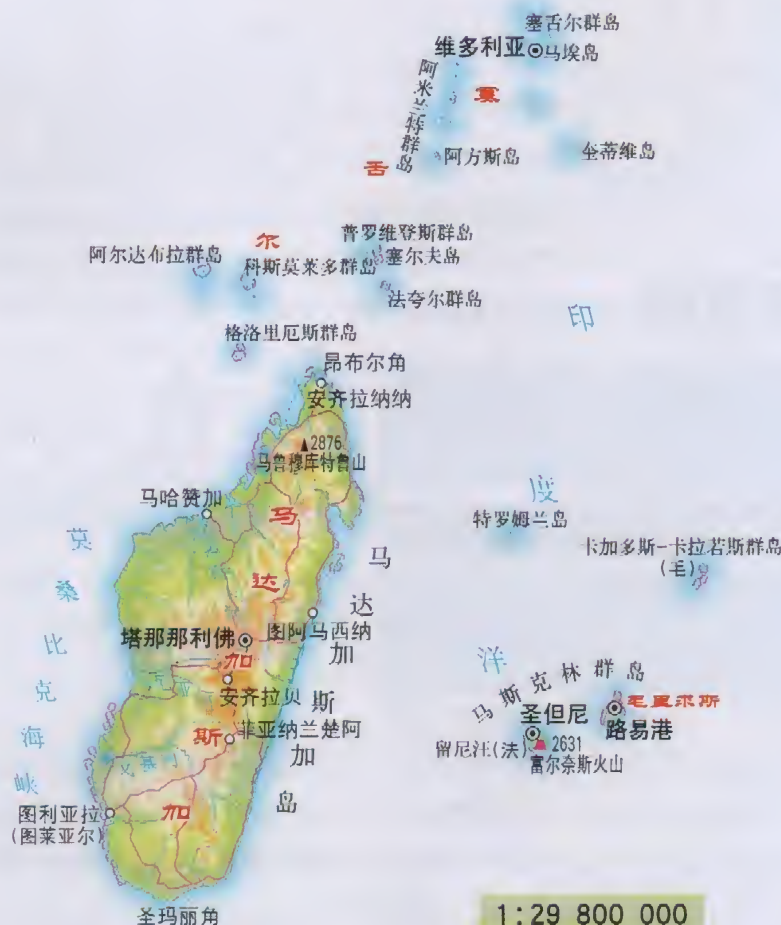 塞舌尔群岛
维多利亚
马埃岛
阿米兰特群岛
阿方斯岛
坐蒂维岛
塞舌尔
普罗维登斯群岛
阿尔达布拉群岛
科斯莫莱多群岛
塞尔夫岛
法夸尔群岛
格洛里厄斯群岛
印度洋
昂布尔角
安齐拉纳纳
2876
马鲁穆库特鲁山
马哈赞加
特罗姆兰岛
卡加多斯-卡拉若斯群岛
(毛)
莫桑比克海峡
马达加斯加
马达加斯加岛
塔那那利佛
图阿马西纳
安齐拉贝
菲亚纳兰楚阿
图利亚拉
(图莱亚尔)
圣玛丽角
马斯克林群岛
毛里求斯
圣但尼
路易港
留尼汪(法)
2631
富尔奈斯火山
1:29 800 000